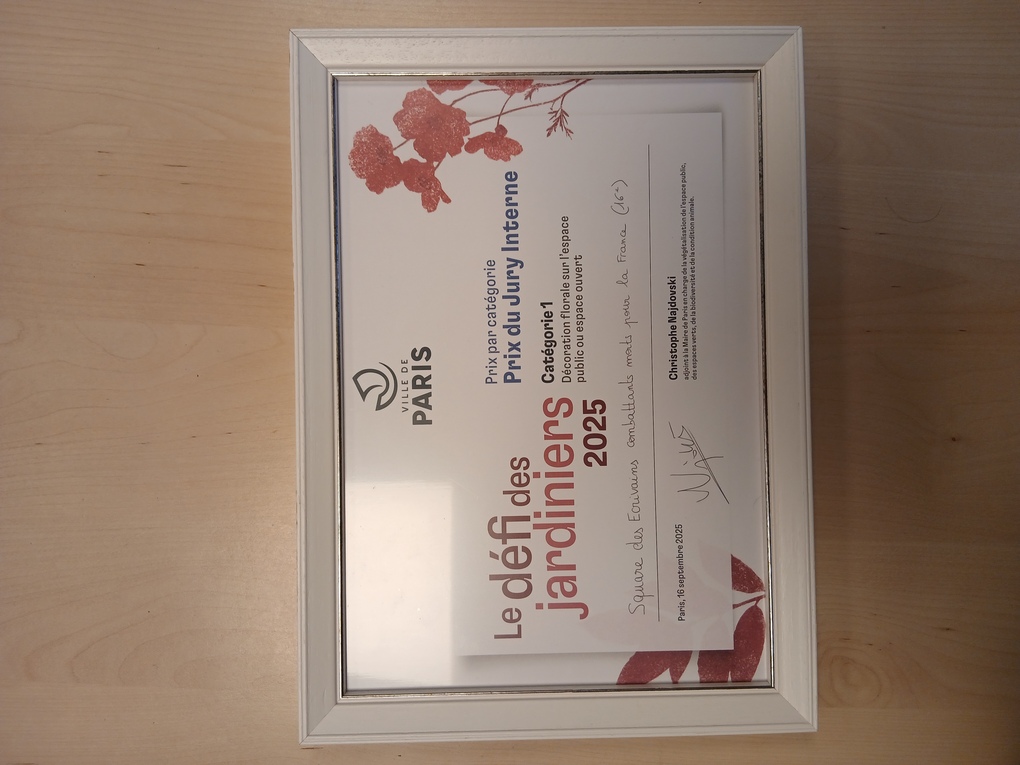 VILLE DE
PARIS
Le défi des
jardiniers
2025
Prix par catégorie
Prix du Jury Interne
Catégorie 1
Décoration florale sur l'espace
public ou espace ouvert
Square des Ecrivains combattants morts pour la France (16e)
Paris, 16 septembre 2025
Christophe Najdovski
adjoint à la Maire de Paris en charge de la végétalisation de l'espace public,
des espaces verts, de la biodiversité et de la condition animale.